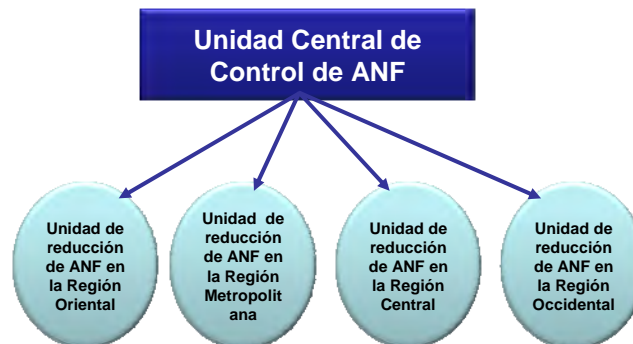 Unidad Central de
Control de ANF
Unidad de
reducción
de ANF en
la Región
Oriental
Unidad de
reducción
de ANF en
la Región
Metropolit
ana
Unidad de
reducción
de ANF en
la Región
Central
Unidad de
reducción
de ANF en
la Región
Occidental